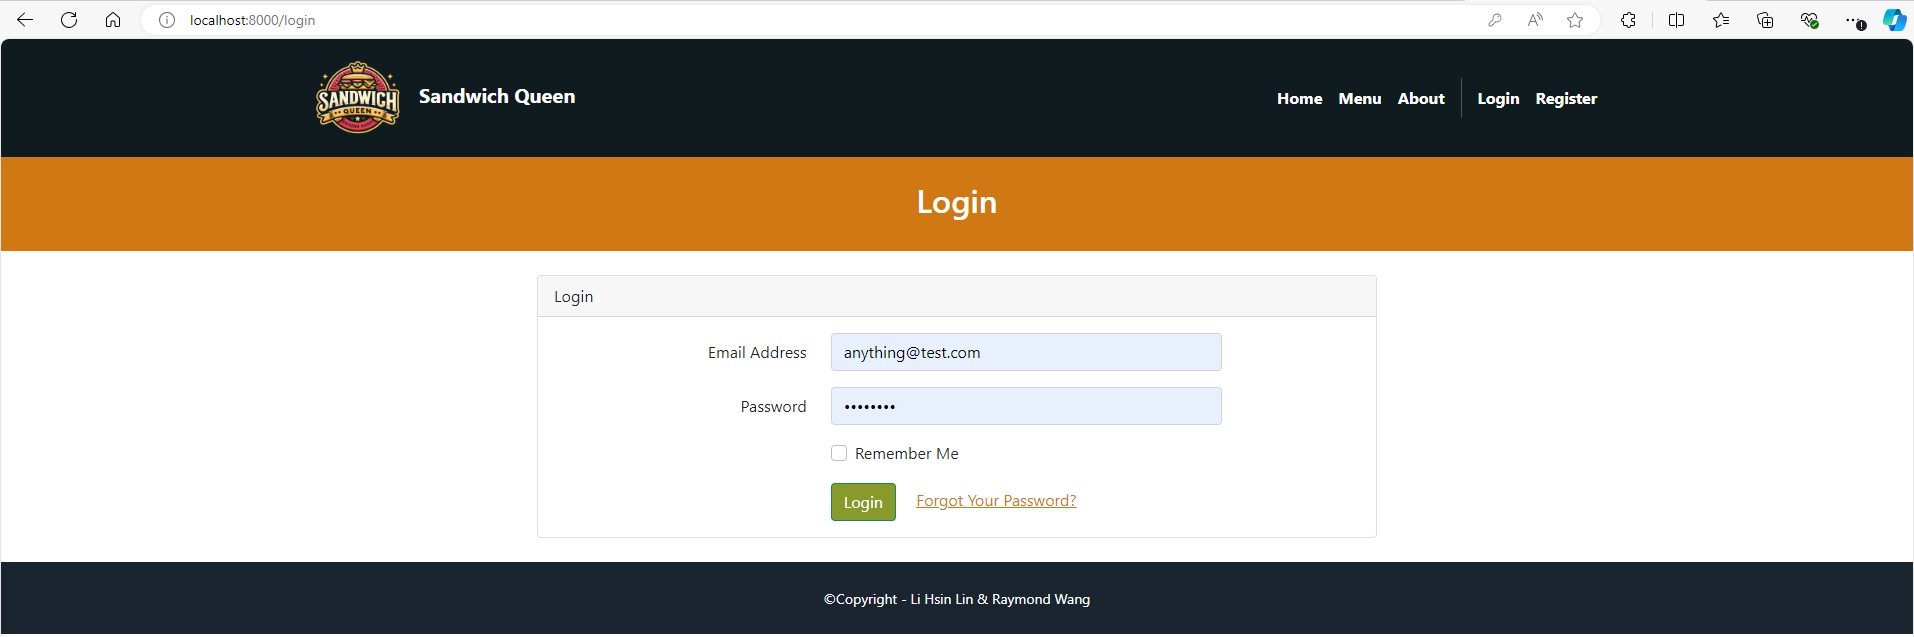 localhost:8000/login
SANDWICH
QUEEN
Sandwich Queen
Home Menu About Login Register
Login
Login
Email Address anything@test.com
Password ••••••••
Remember Me
Login Forgot Your Password?
©Copyright - Li Hsin Lin & Raymond Wang